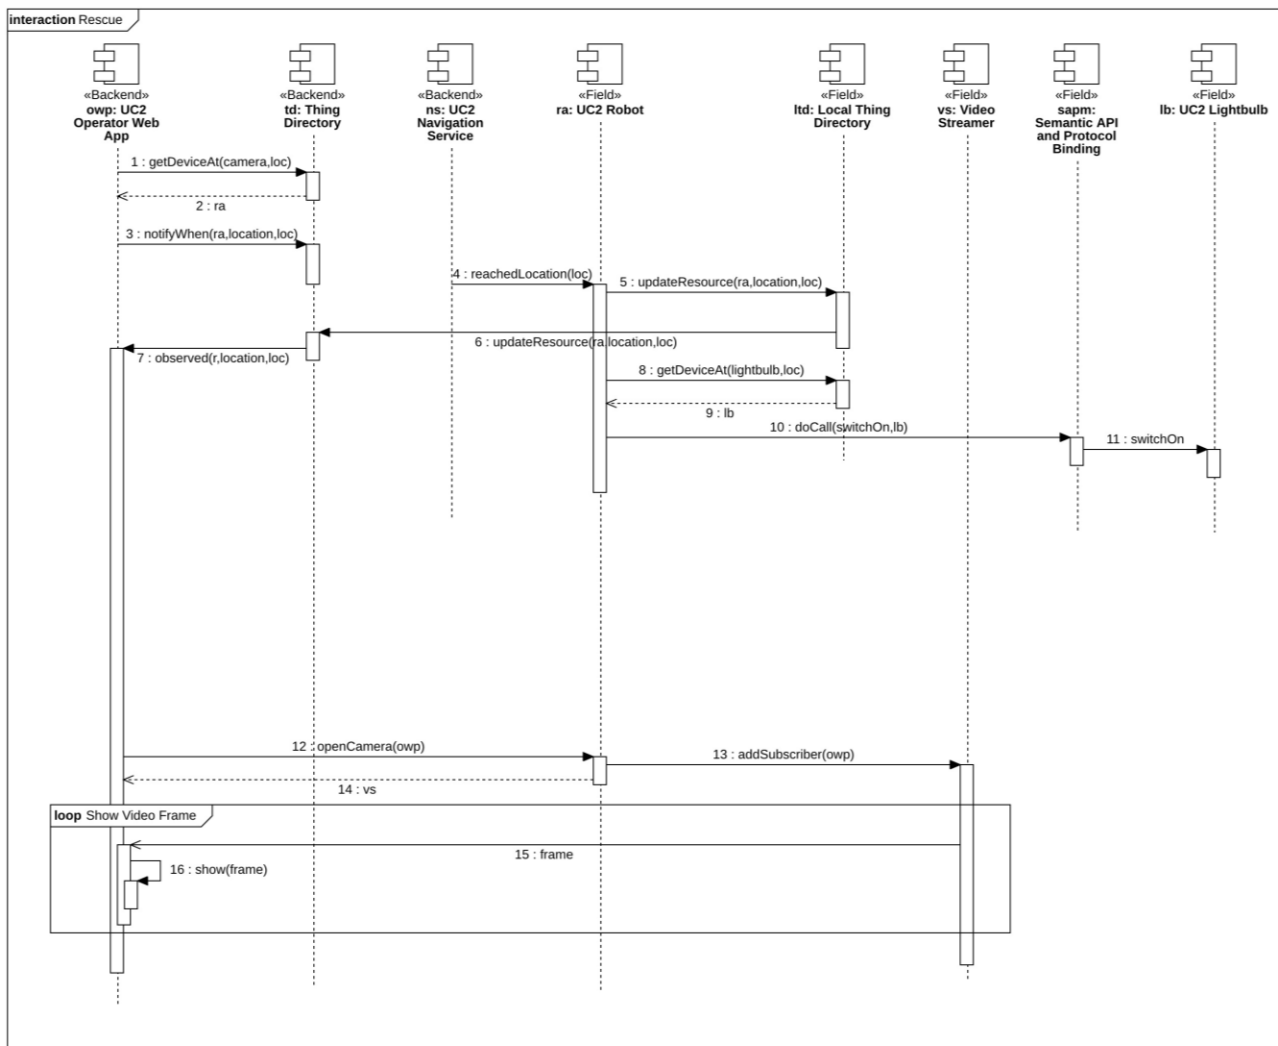 interaction Rescue
«Backend»
owp: UC2
Operator Web
App
«Backend»
td: Thing
Directory
«Backend»
ns: UC2
Navigation
Service
«Field»
ra: UC2 Robot
«Field»
ltd: Local Thing
Directory
«Field»
vs: Video
Streamer
«Field»
sapm:
Semantic API
and Protocol
Binding
«Field»
lb: UC2 Lightbulb
1 : getDeviceAt(camera,loc)
2 : ra
3 : notifyWhen(ra,location,loc)
4 : reachedLocation(loc)
5 : updateResource(ra,location,loc)
6 : updateResource(ra,location,loc)
7 : observed(r,location,loc)
8 : getDeviceAt(lightbulb,loc)
9 : lb
10 : doCall(switchOn,lb)
11 : switchOn
12 : openCamera(owp)
13 : addSubscriber(owp)
14 : vs
loop Show Video Frame
15 : frame
16 : show(frame)